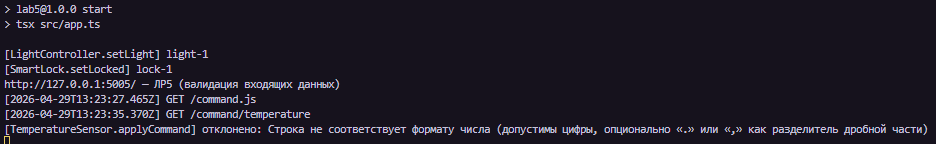 > lab5@1.0.0 start
> tsx src/app.ts
[LightController.setLight] light-1
[SmartLock.setLocked] lock-1
http://127.0.0.1:5005/ — ЛР5 (валидация входящих данных)
[2026-04-29T13:23:27.465Z] GET /command.js
[2026-04-29T13:23:35.370Z] GET /command/temperature
[TemperatureSensor.applyCommand] отклонено: Строка не соответствует формату числа (допустимы цифры, опционально «.» или «,» как разделитель дробной части)